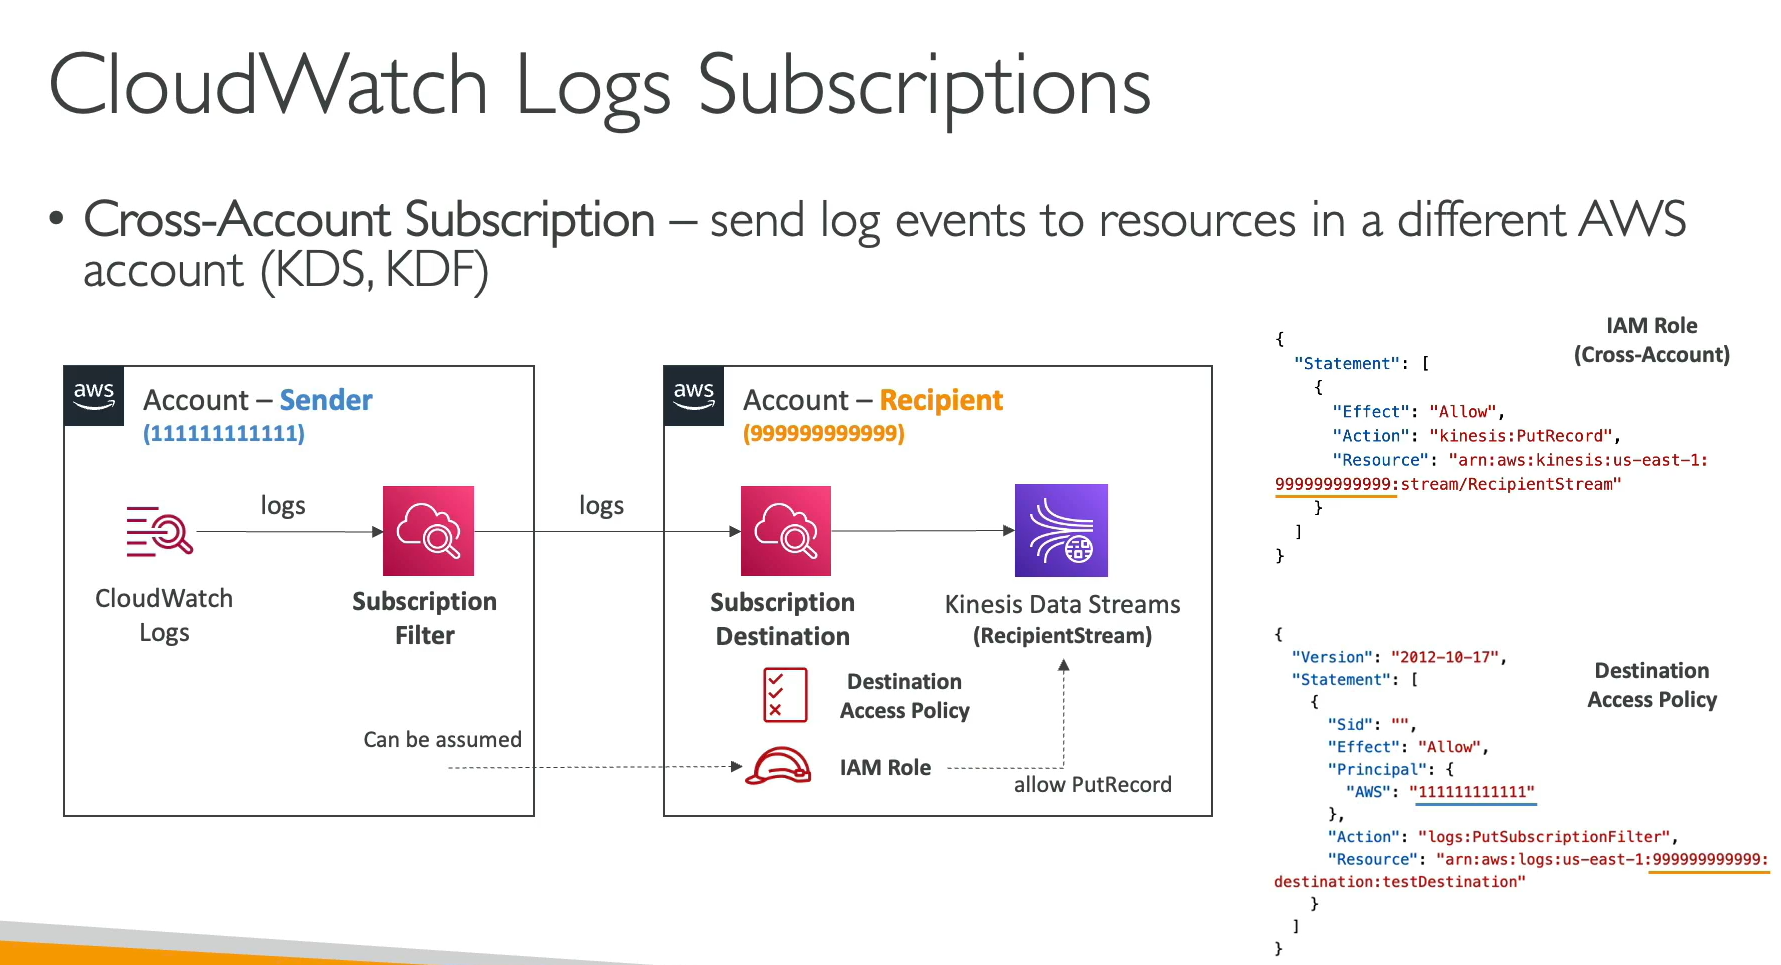 CloudWatch Logs Subscriptions
• Cross-Account Subscription – send log events to resources in a different AWS
account (KDS, KDF)
aws
Account – Sender
(111111111111)
logs
CloudWatch
Logs
Subscription
Filter
Can be assumed
logs
aws
Account – Recipient
(999999999999)
Subscription
Destination
Kinesis Data Streams
(RecipientStream)
Destination
Access Policy
IAM Role
allow PutRecord
IAM Role
(Cross-Account)
{
"Statement": [
{
"Effect": "Allow",
"Action": "kinesis:PutRecord",
"Resource": "arn:aws:kinesis:us-east-1:
999999999999:stream/RecipientStream"
}
]
}
Destination
Access Policy
{
"Version": "2012-10-17",
"Statement": [
{
"Sid": "",
"Effect": "Allow",
"Principal": {
"AWS": "111111111111"
},
"Action": "logs:PutSubscriptionFilter",
"Resource": "arn:aws:logs:us-east-1:999999999999:
destination:testDestination"
}
]
}